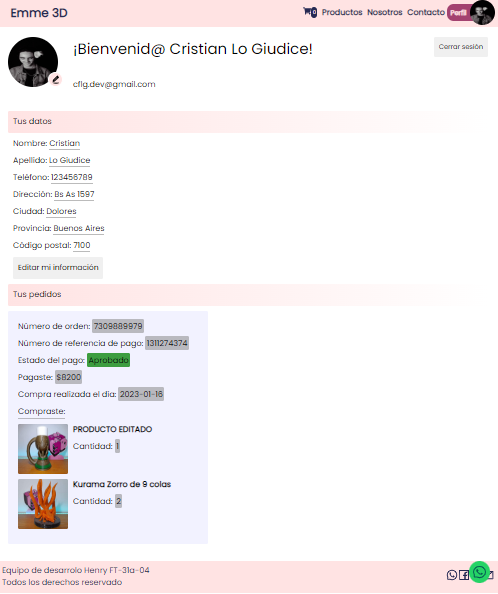 Emme 3D
0 Productos Nosotros Contacto Perfil
¡Bienvenid@ Cristian Lo Giudice!
Cerrar sesión
cflg.dev@gmail.com
Tus datos
Nombre: Cristian
Apellido: Lo Giudice
Teléfono: 123456789
Dirección: Bs As 1597
Ciudad: Dolores
Provincia: Buenos Aires
Código postal: 7100
Editar mi información
Tus pedidos
Número de orden: 7309889979
Número de referencia de pago: 1311274374
Estado del pago: Aprobado
Pagaste: $8200
Compra realizada el dia: 2023-01-16
Compraste:
PRODUCTO EDITADO
Cantidad: 1
Kurama Zorro de 9 colas
Cantidad: 2
Equipo de desarrolo Henry FT-31a-04
Todos los derechos reservado